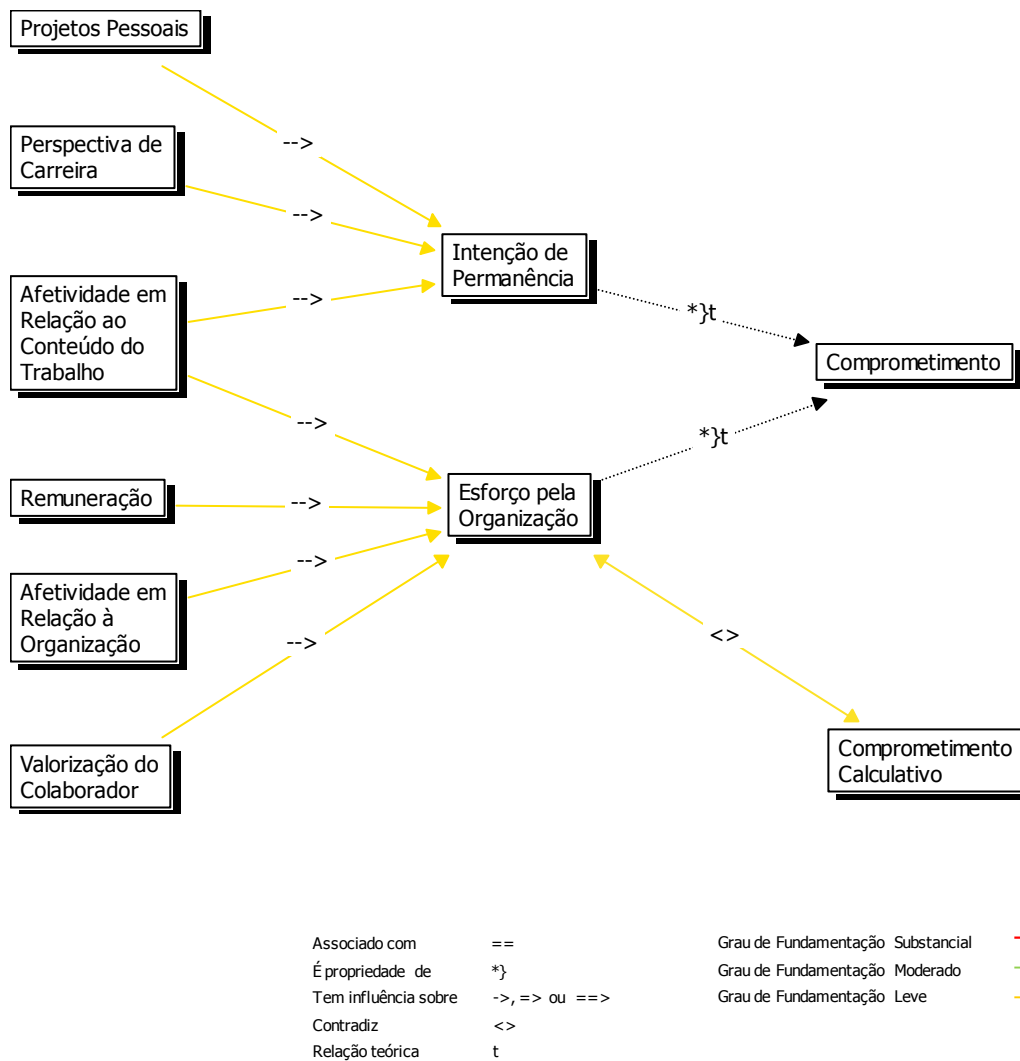 Projetos Pessoais
-->
Perspectiva de
Carreira
-->
Intenção de
Permanência
Afetividade em
Relação ao
Conteúdo do
Trabalho
-->
*}t
Comprometimento
-->
*}t
Remuneração
-->
Esforço pela
Organização
Afetividade em
Relação à
Organização
-->
-->
<>
Valorização do
Colaborador
Comprometimento
Calculativo
Associado com ==
É propriedade de *}
Tem influência sobre ->, => ou ==>
Contradiz <>
Relação teórica t
Grau de Fundamentação Substancial
Grau de Fundamentação Moderado
Grau de Fundamentação Leve